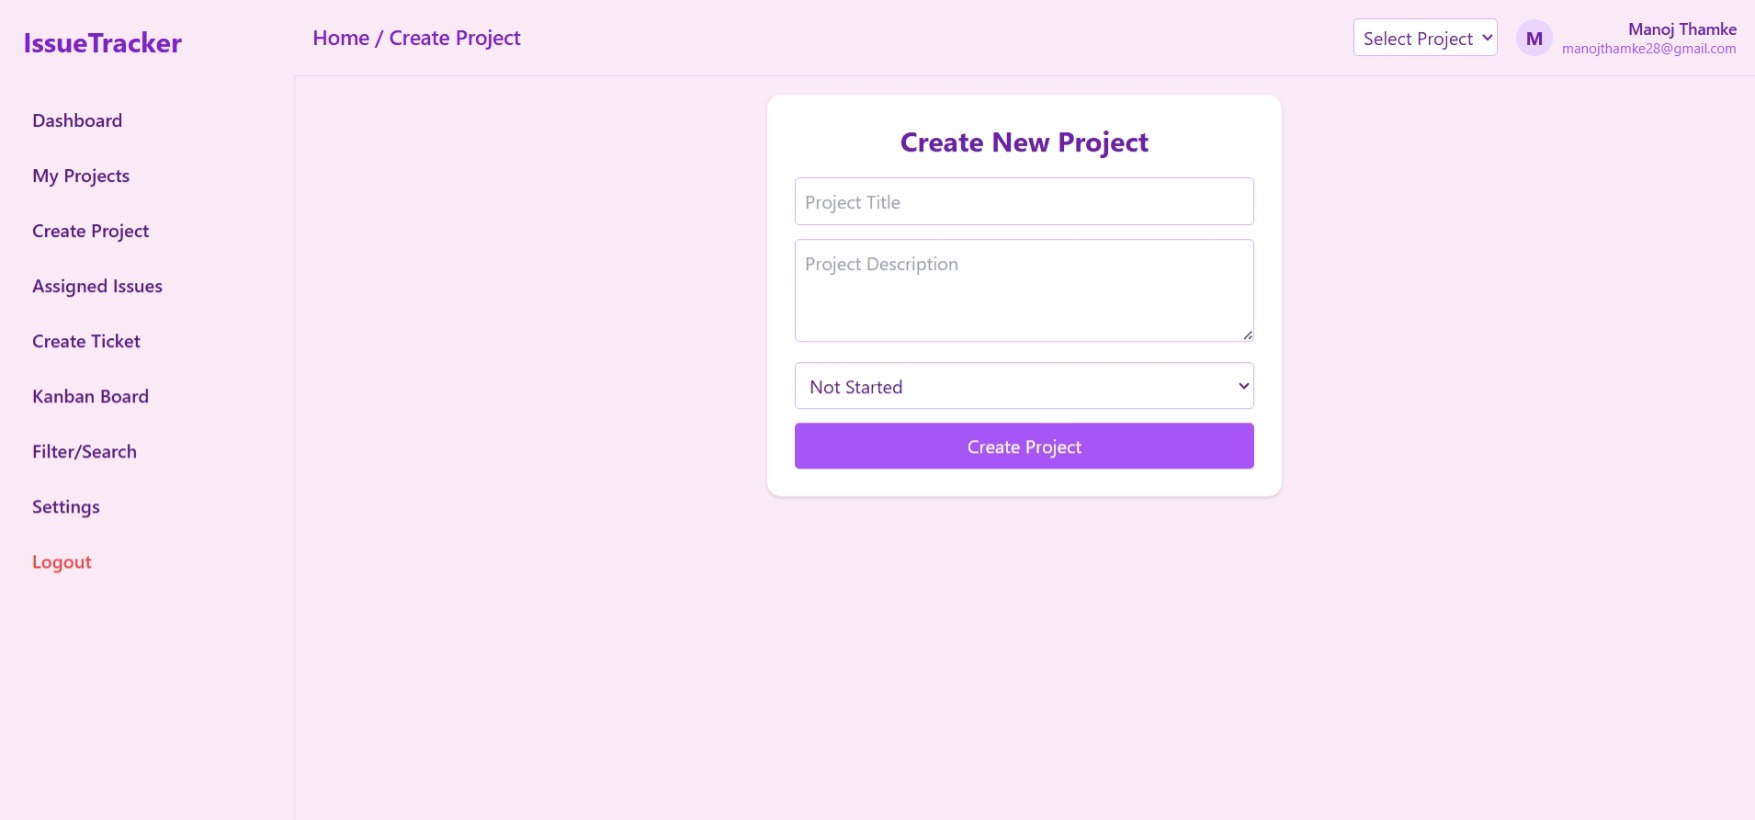 IssueTracker
Dashboard
My Projects
Create Project
Assigned Issues
Create Ticket
Kanban Board
Filter/Search
Settings
Logout
Home / Create Project
Select Project
M
Manoj Thamke
manojthamke28@gmail.com
Create New Project
Project Title
Project Description
Not Started
Create Project